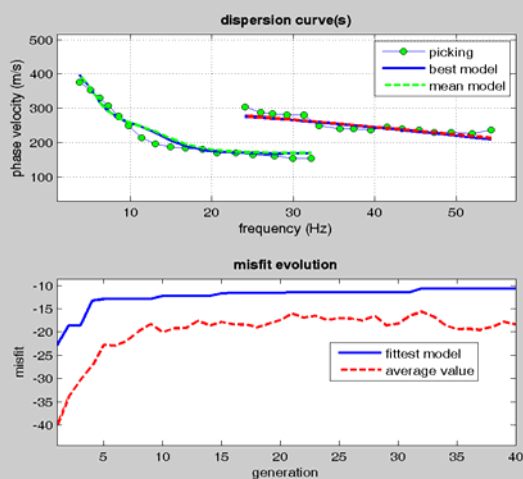 dispersion curve(s)
500
400
300
200
100
phase velocity (m/s)
picking
best model
mean model
10
20
30
40
50
frequency (Hz)
misfit evolution
-10
-15
-20
-25
-30
-35
-40
misfit
fittest model
average value
5
10
15
20
25
30
35
40
generation